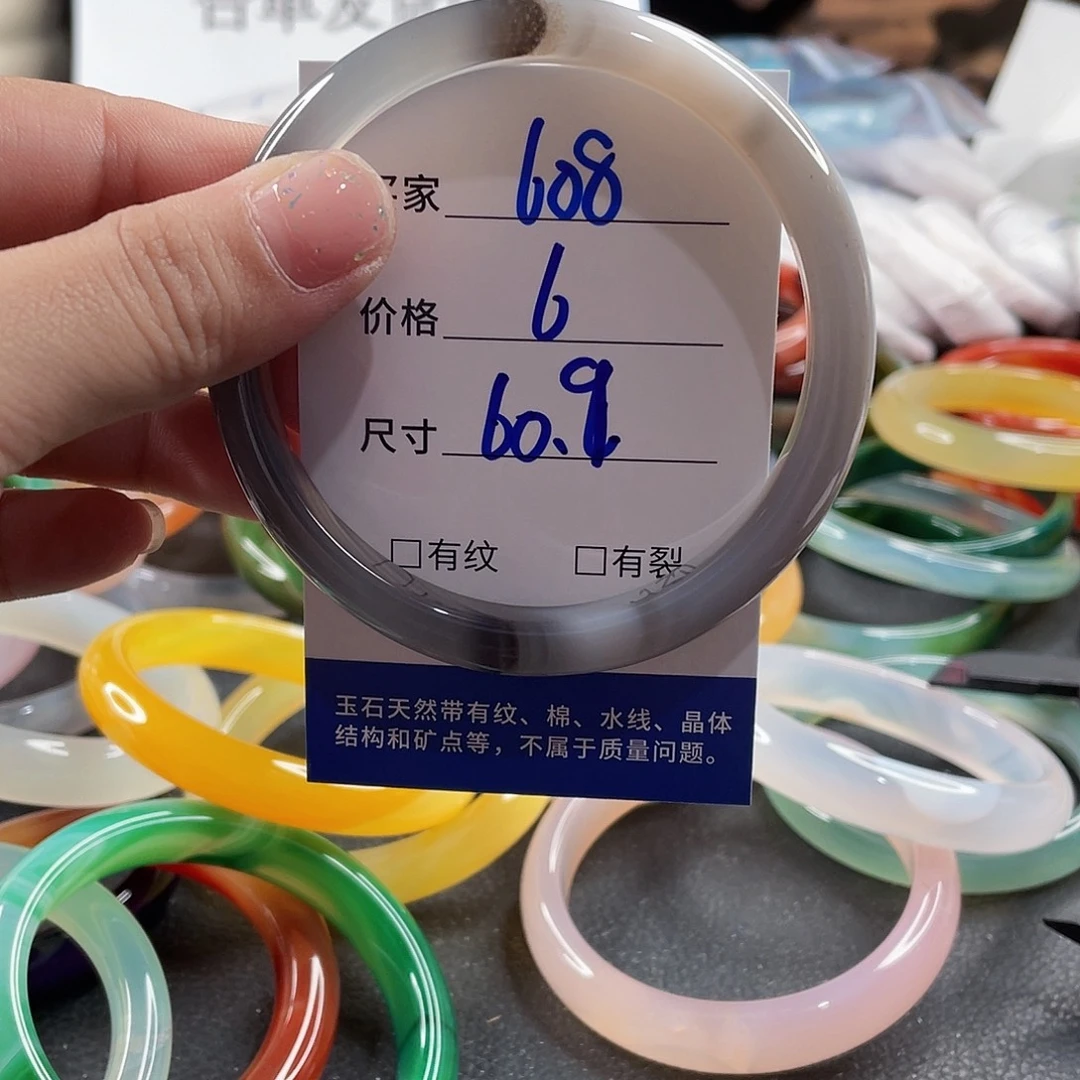 家 608
价格 6
尺寸 60.9
□有纹 □有裂
玉石天然带有纹、棉、水线、晶体
结构和矿点等，不属于质量问题。